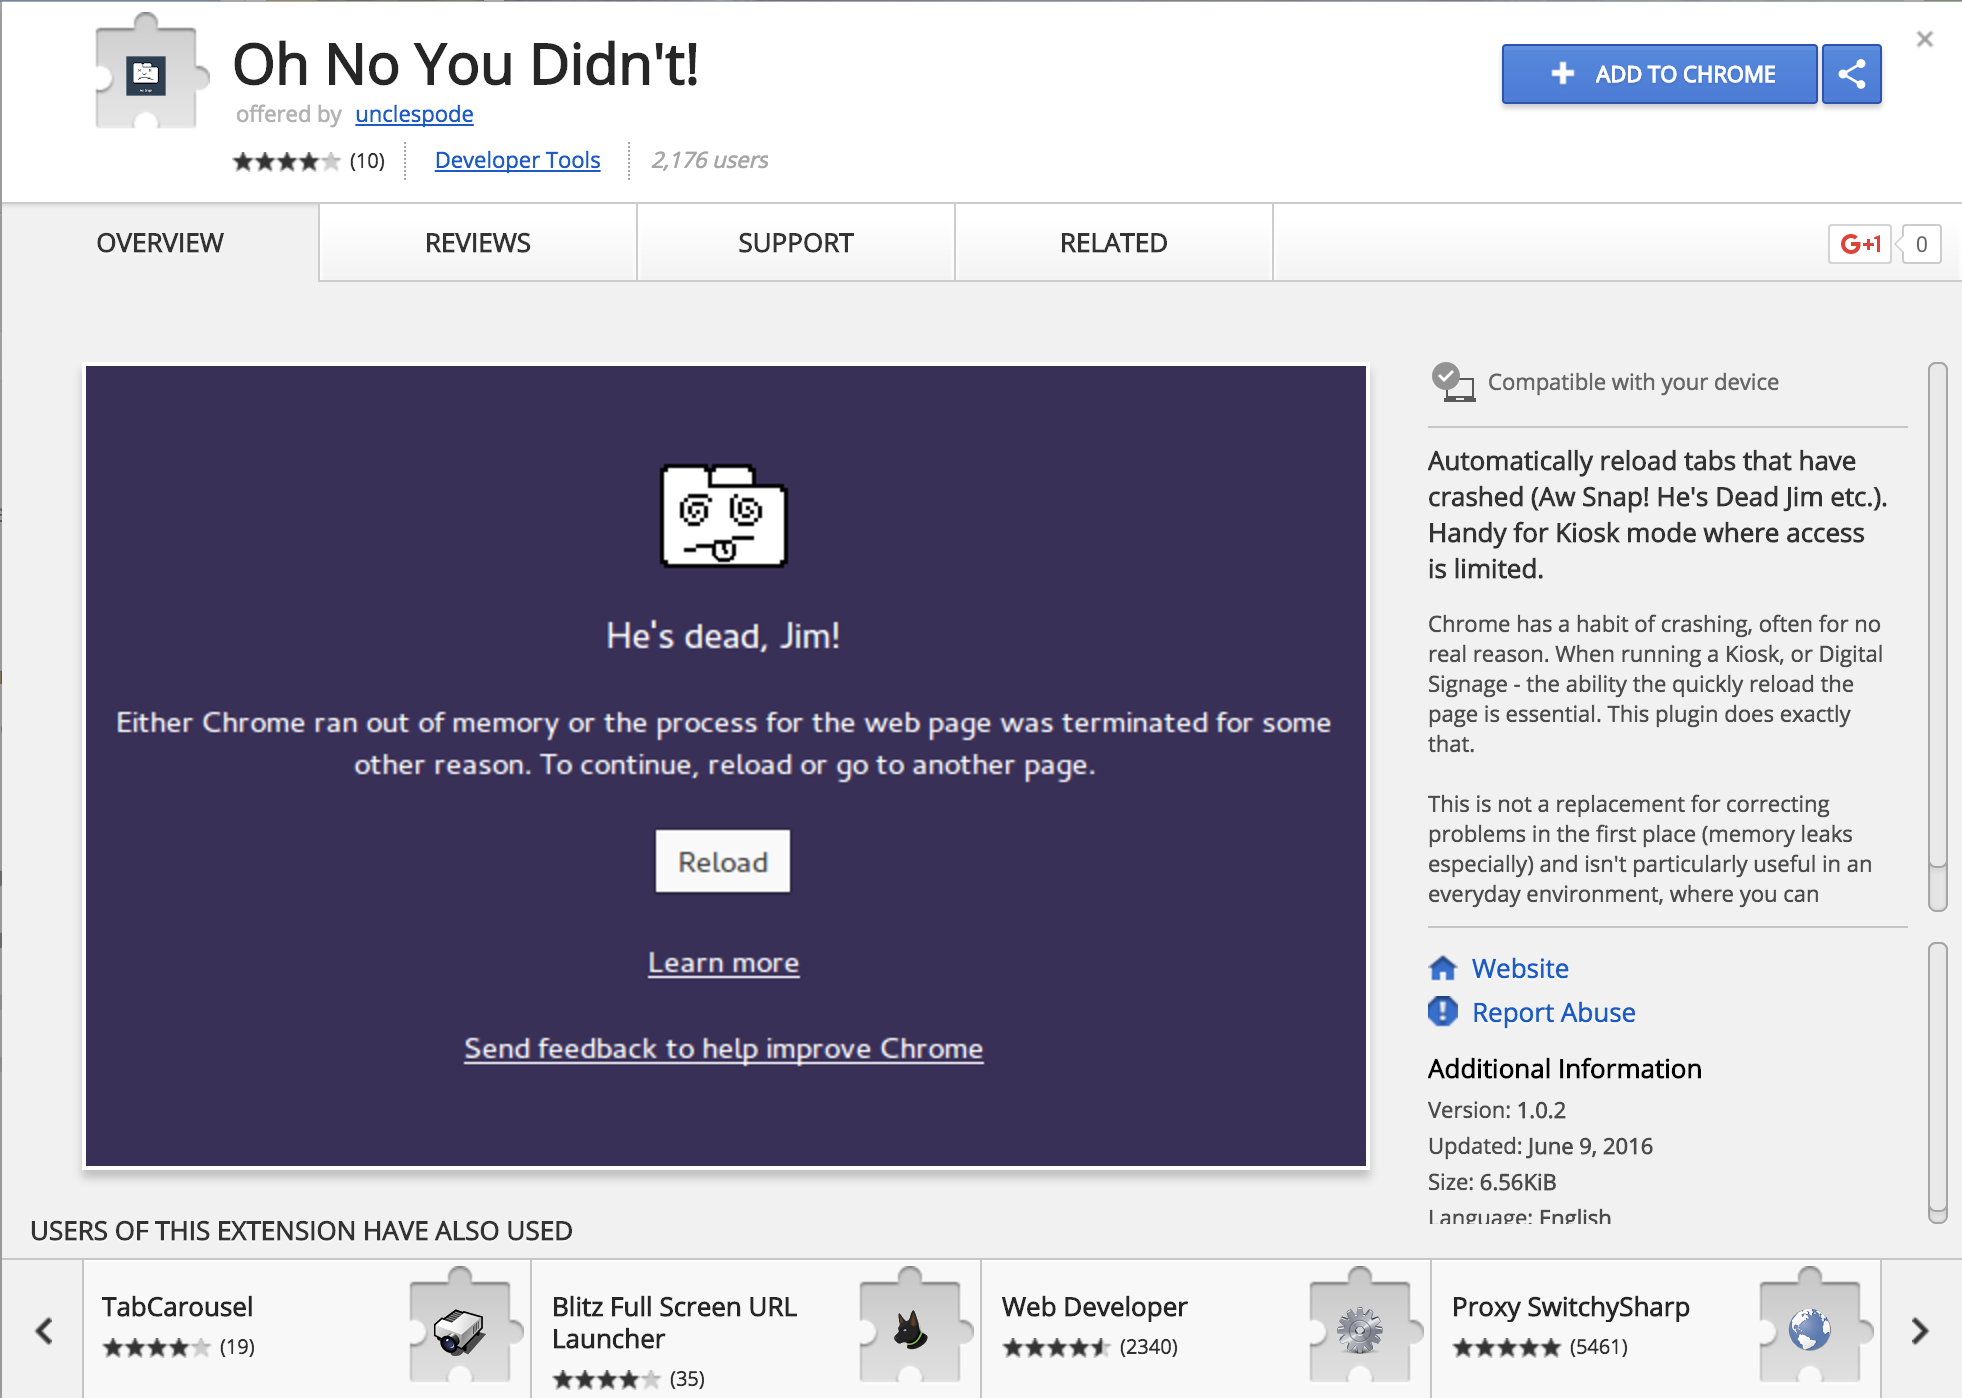 Oh No You Didn't!
offered by unclespode
(10) Developer Tools 2,176 users
ADD TO CHROME
OVERVIEW REVIEWS SUPPORT RELATED
G+1 0
He's dead, Jim!
Either Chrome ran out of memory or the process for the web page was terminated for some
other reason. To continue, reload or go to another page.
Reload
Learn more
Send feedback to help improve Chrome
Compatible with your device
Automatically reload tabs that have
crashed (Aw Snap! He's Dead Jim etc.).
Handy for Kiosk mode where access
is limited.
Chrome has a habit of crashing, often for no
real reason. When running a Kiosk, or Digital
Signage - the ability the quickly reload the
page is essential. This plugin does exactly
that.
This is not a replacement for correcting
problems in the first place (memory leaks
especially) and isn't particularly useful in an
everyday environment, where you can
Website
Report Abuse
Additional Information
Version: 1.0.2
Updated: June 9, 2016
Size: 6.56KiB
Language: English
USERS OF THIS EXTENSION HAVE ALSO USED
TabCarousel
(19)
Blitz Full Screen URL
Launcher
(35)
Web Developer
(2340)
Proxy SwitchySharp
(5461)